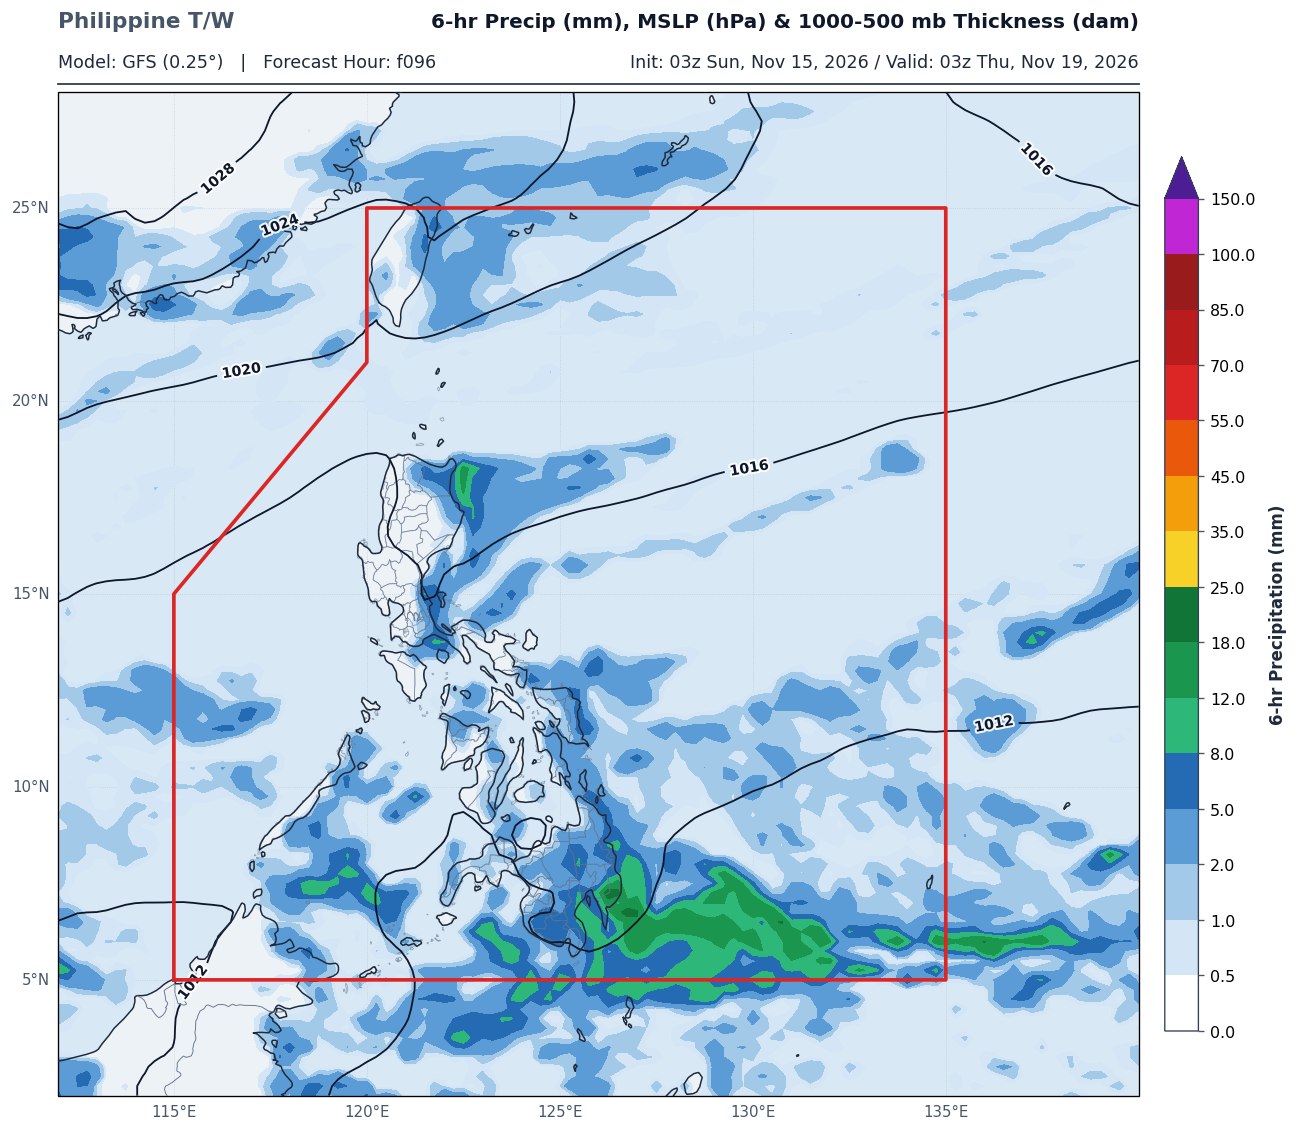 Philippine T/W
6-hr Precip (mm), MSLP (hPa) & 1000-500 mb Thickness (dam)
Model: GFS (0.25°) | Forecast Hour: f096
Init: 03z Sun, Nov 15, 2026 / Valid: 03z Thu, Nov 19, 2026
1028
1016
1024
1020
1016
1012
1012
25°N
20°N
15°N
10°N
5°N
115°E
120°E
125°E
130°E
135°E
150.0
100.0
85.0
70.0
55.0
45.0
35.0
25.0
18.0
12.0
8.0
5.0
2.0
1.0
0.5
0.0
6-hr Precipitation (mm)